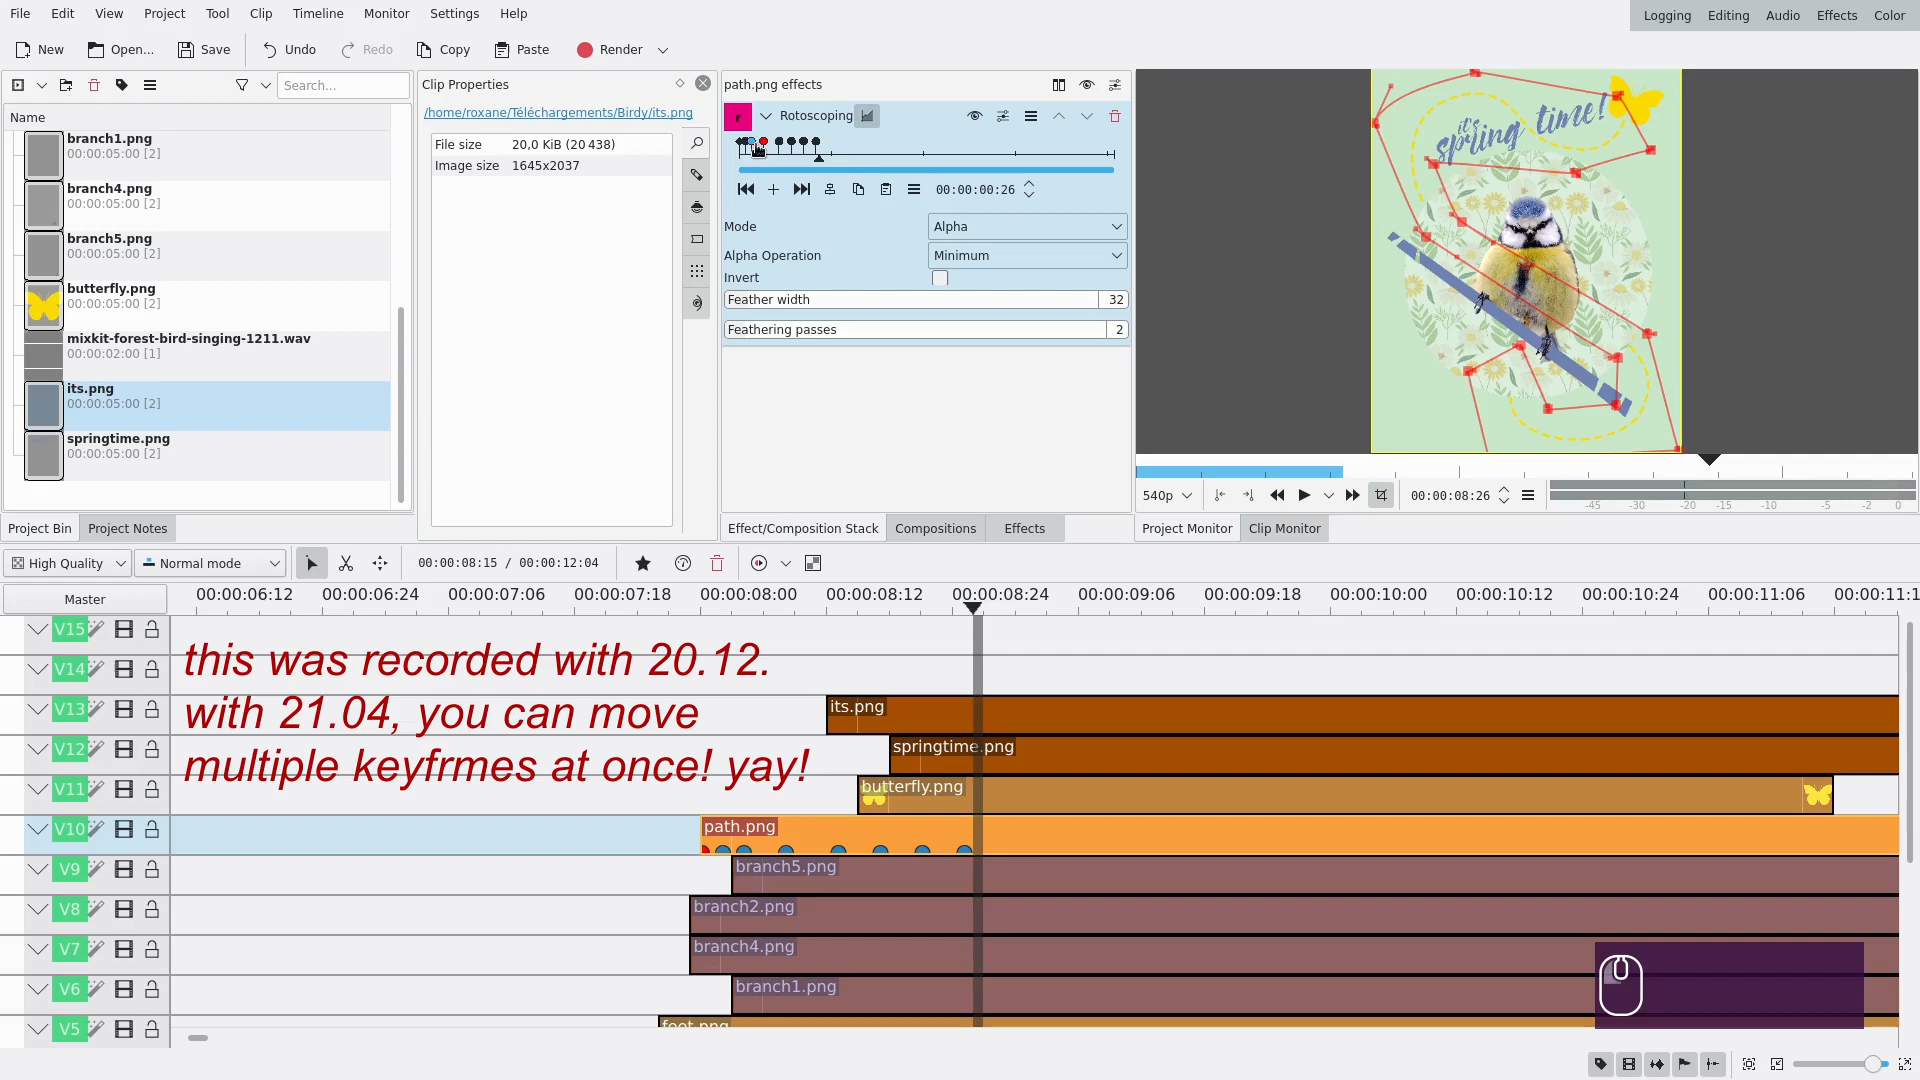 File Edit View Project Tool Clip Timeline Monitor Settings Help
Logging Editing Audio Effects Color
New Open... Save Undo Redo Copy Paste Render
Search...
Name
branch1.png
00:00:05:00 [2]
branch4.png
00:00:05:00 [2]
branch5.png
00:00:05:00 [2]
butterfly.png
00:00:05:00 [2]
mixkit-forest-bird-singing-1211.wav
00:00:02:00 [1]
its.png
00:00:05:00 [2]
springtime.png
00:00:05:00 [2]
Project Bin Project Notes
Clip Properties
/home/roxane/Téléchargements/Birdy/its.png
File size 20,0 KiB (20 438)
Image size 1645x2037
path.png effects
r Rotoscoping
00:00:00:26
Mode Alpha
Alpha Operation Minimum
Invert
Feather width 32
Feathering passes 2
Effect/Composition Stack Compositions Effects
it's
spring time!
540p 00:00:08:26
-45 -30 -20 -15 -10 -5 -2 0
Project Monitor Clip Monitor
High Quality Normal mode 00:00:08:15 / 00:00:12:04
Master
00:00:06:12 00:00:06:24 00:00:07:06 00:00:07:18 00:00:08:00 00:00:08:12 00:00:08:24 00:00:09:06 00:00:09:18 00:00:10:00 00:00:10:12 00:00:10:24 00:00:11:06 00:00:11:1
V15
this was recorded with 20.12.
V14
with 21.04, you can move
V13 its.png
V12 springtime.png
multiple keyfrmes at once! yay!
V11 butterfly.png
V10 path.png
V9 branch5.png
V8 branch2.png
V7 branch4.png
V6 branch1.png
V5 foot.png